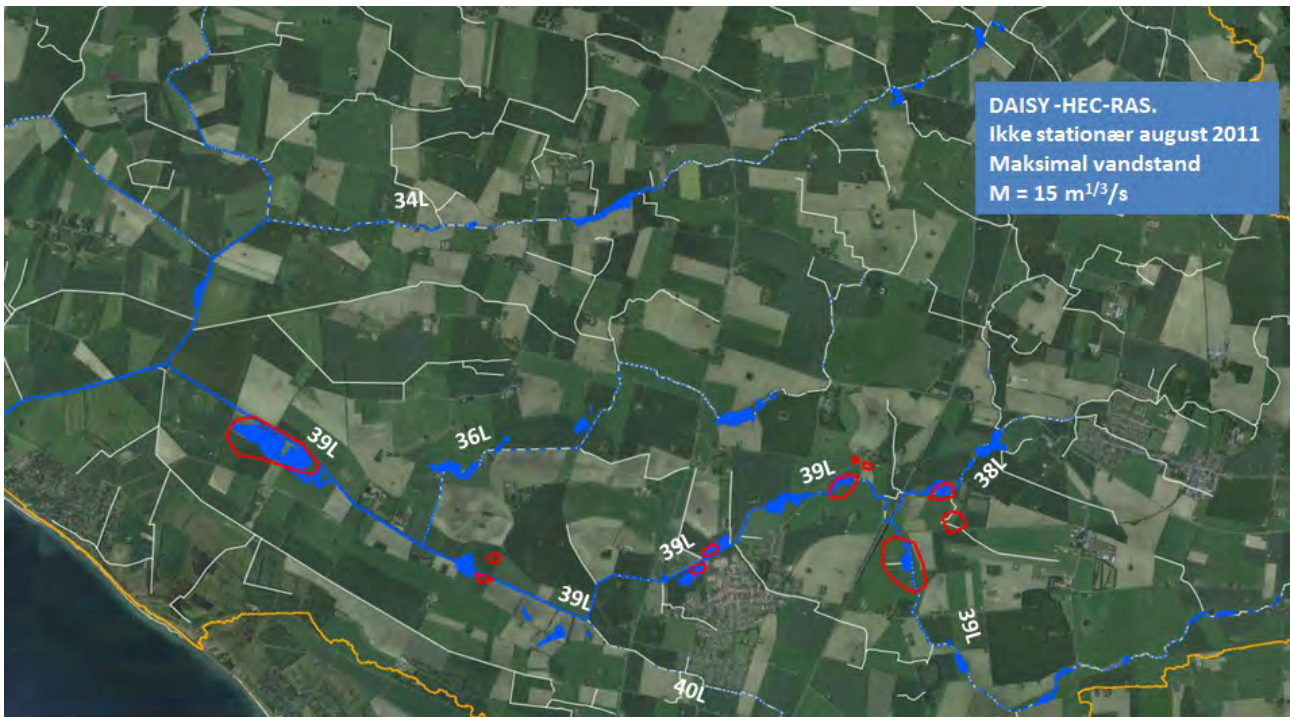 DAISY -HEC-RAS.
Ikke stationær august 2011
Maksimal vandstand
M = 15 m^1/3/s
34L
39L
36L
39L
38L
39L
39L
39L
40L